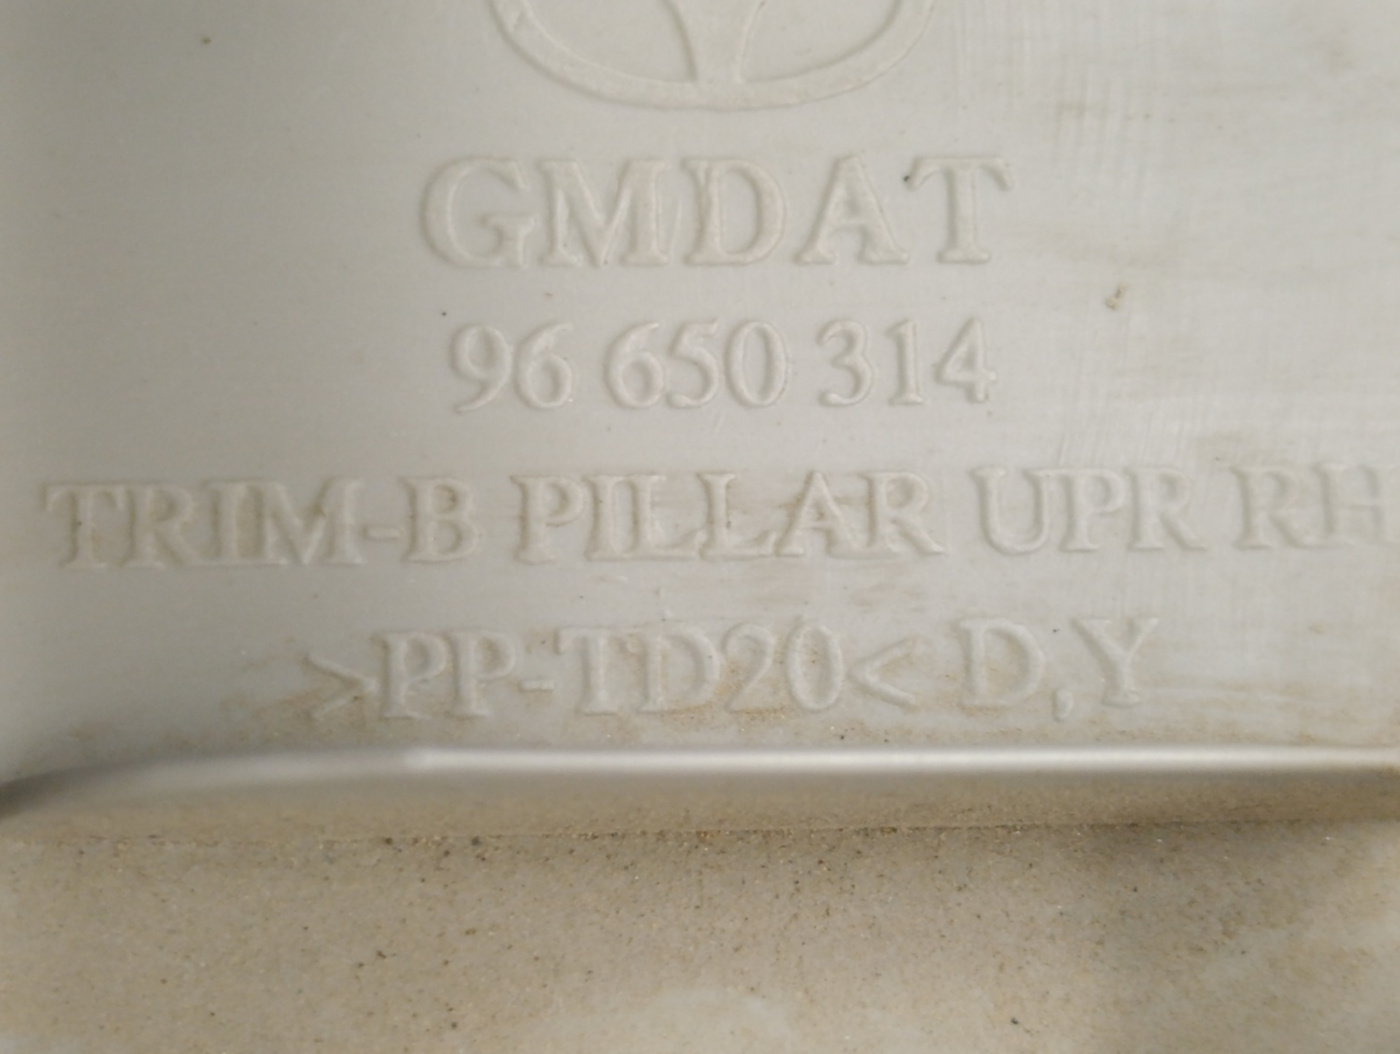 GMDAT
96 650 314
TRIM-B PILLAR UPR RH
>PP-TD20< D,Y